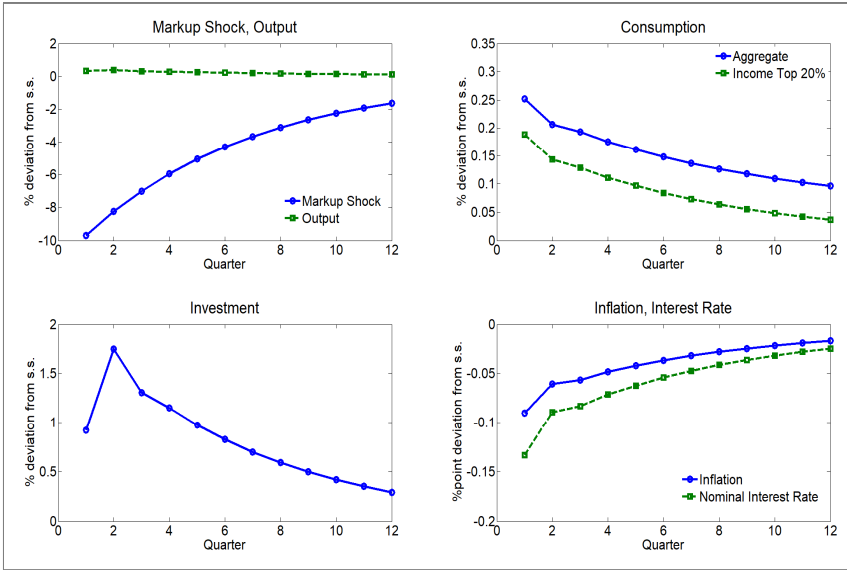 Markup Shock, Output
% deviation from s.s.
2
0
-2
-4
-6
-8
-10
0 2 4 6 8 10 12
Quarter
Markup Shock
Output
Consumption
% deviation from s.s.
0.35
0.3
0.25
0.2
0.15
0.1
0.05
0
0 2 4 6 8 10 12
Quarter
Aggregate
Income Top 20%
Investment
% deviation from s.s.
2
1.5
1
0.5
0
0 2 4 6 8 10 12
Quarter
Inflation, Interest Rate
%point deviation from s.s.
0
-0.05
-0.1
-0.15
-0.2
0 2 4 6 8 10 12
Quarter
Inflation
Nominal Interest Rate